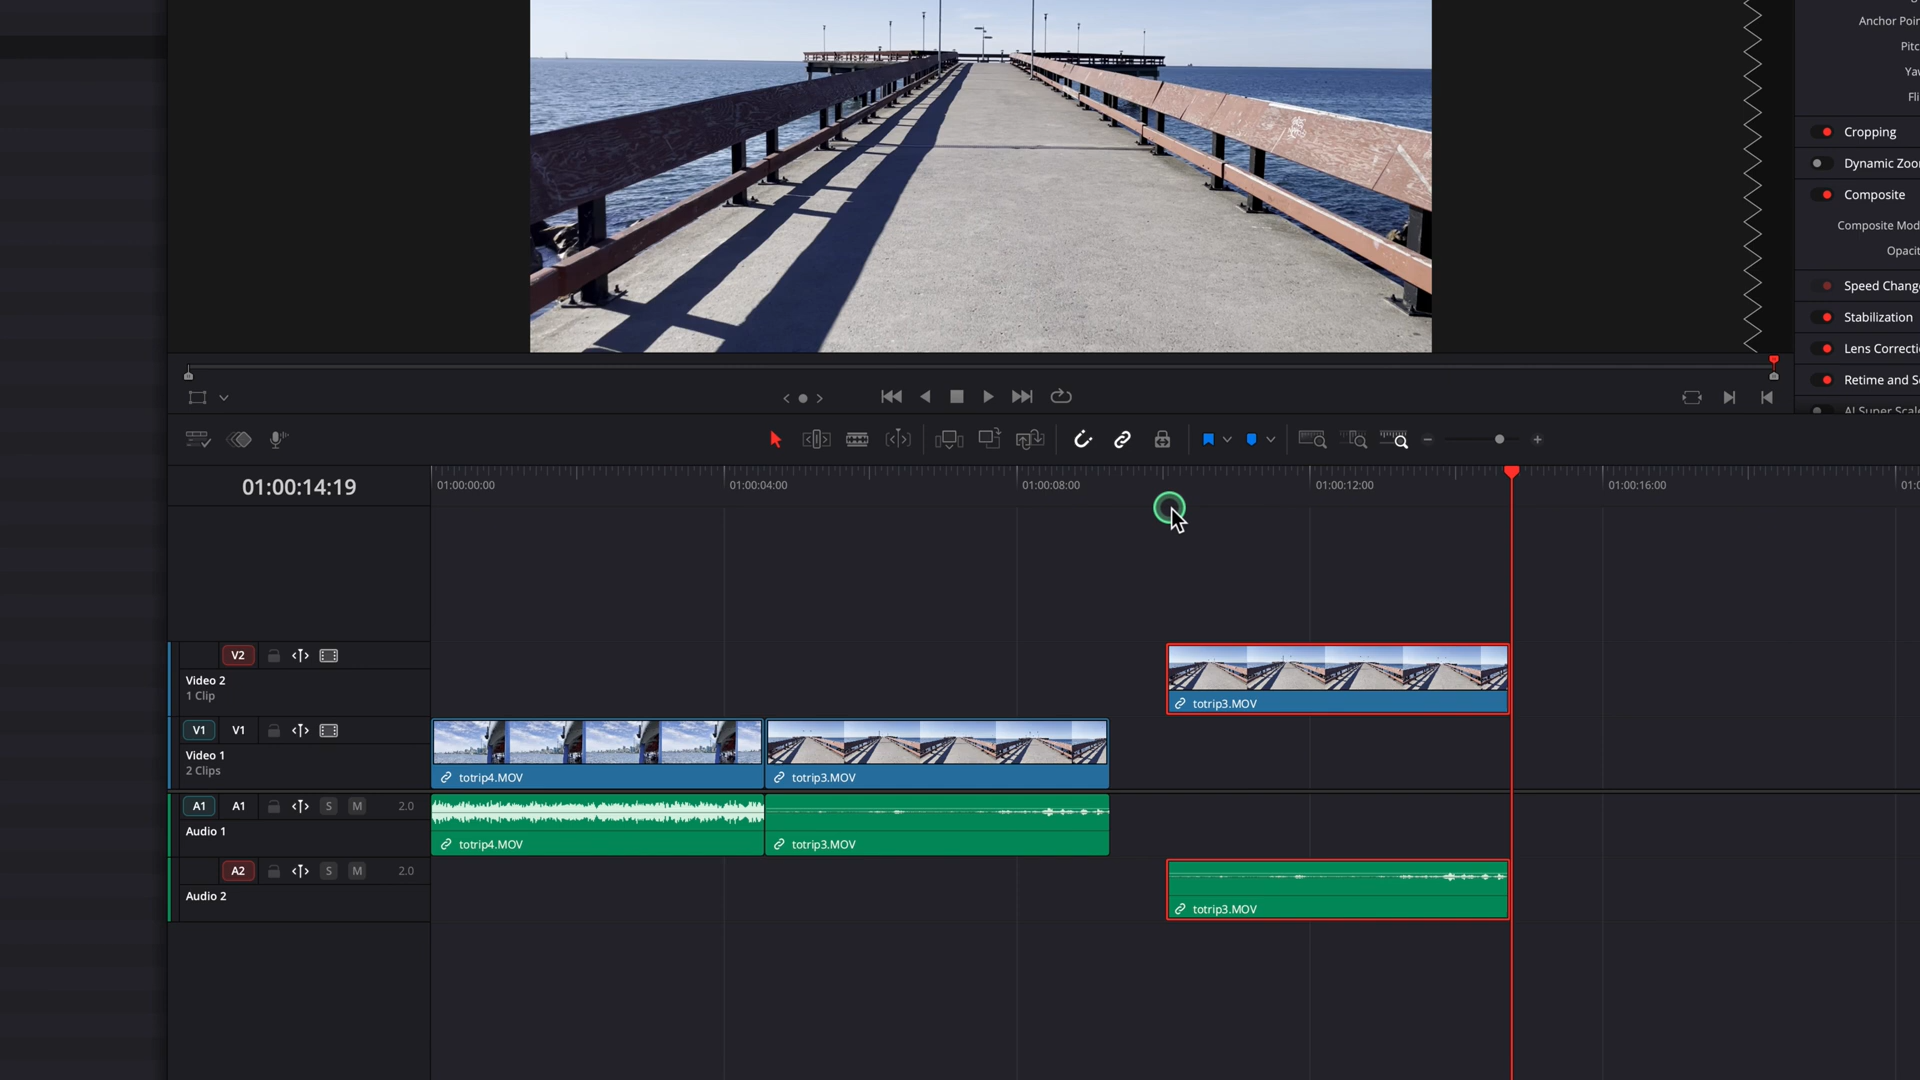 Anchor Poin
Pitc
Yaw
Fli
Cropping
Dynamic Zoo
Composite
Composite Mod
Opacit
Speed Chang
Stabilization
Lens Correcti
Retime and S
AI Super Scal
01:00:14:19
01:00:00:00
01:00:04:00
01:00:08:00
01:00:12:00
01:00:16:00
01:0
V2
Video 2
1 Clip
totrip3.MOV
V1 V1
Video 1
2 Clips
totrip4.MOV
totrip3.MOV
A1 A1 S M 2.0
Audio 1
totrip4.MOV
totrip3.MOV
A2 S M 2.0
Audio 2
totrip3.MOV